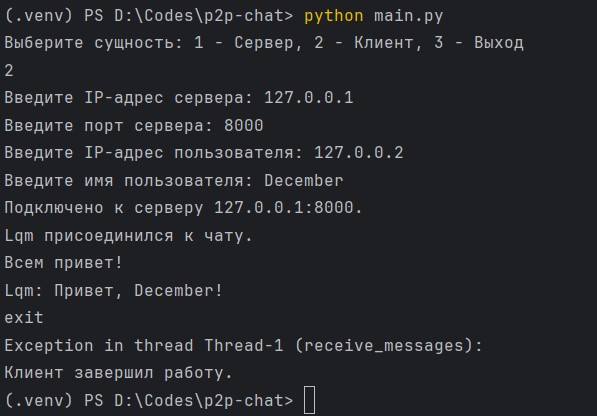 (.venv) PS D:\Codes\p2p-chat> python main.py
Выберите сущность: 1 - Сервер, 2 - Клиент, 3 - Выход
2
Введите IP-адрес сервера: 127.0.0.1
Введите порт сервера: 8000
Введите IP-адрес пользователя: 127.0.0.2
Введите имя пользователя: December
Подключено к серверу 127.0.0.1:8000.
Lqm присоединился к чату.
Всем привет!
Lqm: Привет, December!
exit
Exception in thread Thread-1 (receive_messages):
Клиент завершил работу.
(.venv) PS D:\Codes\p2p-chat>